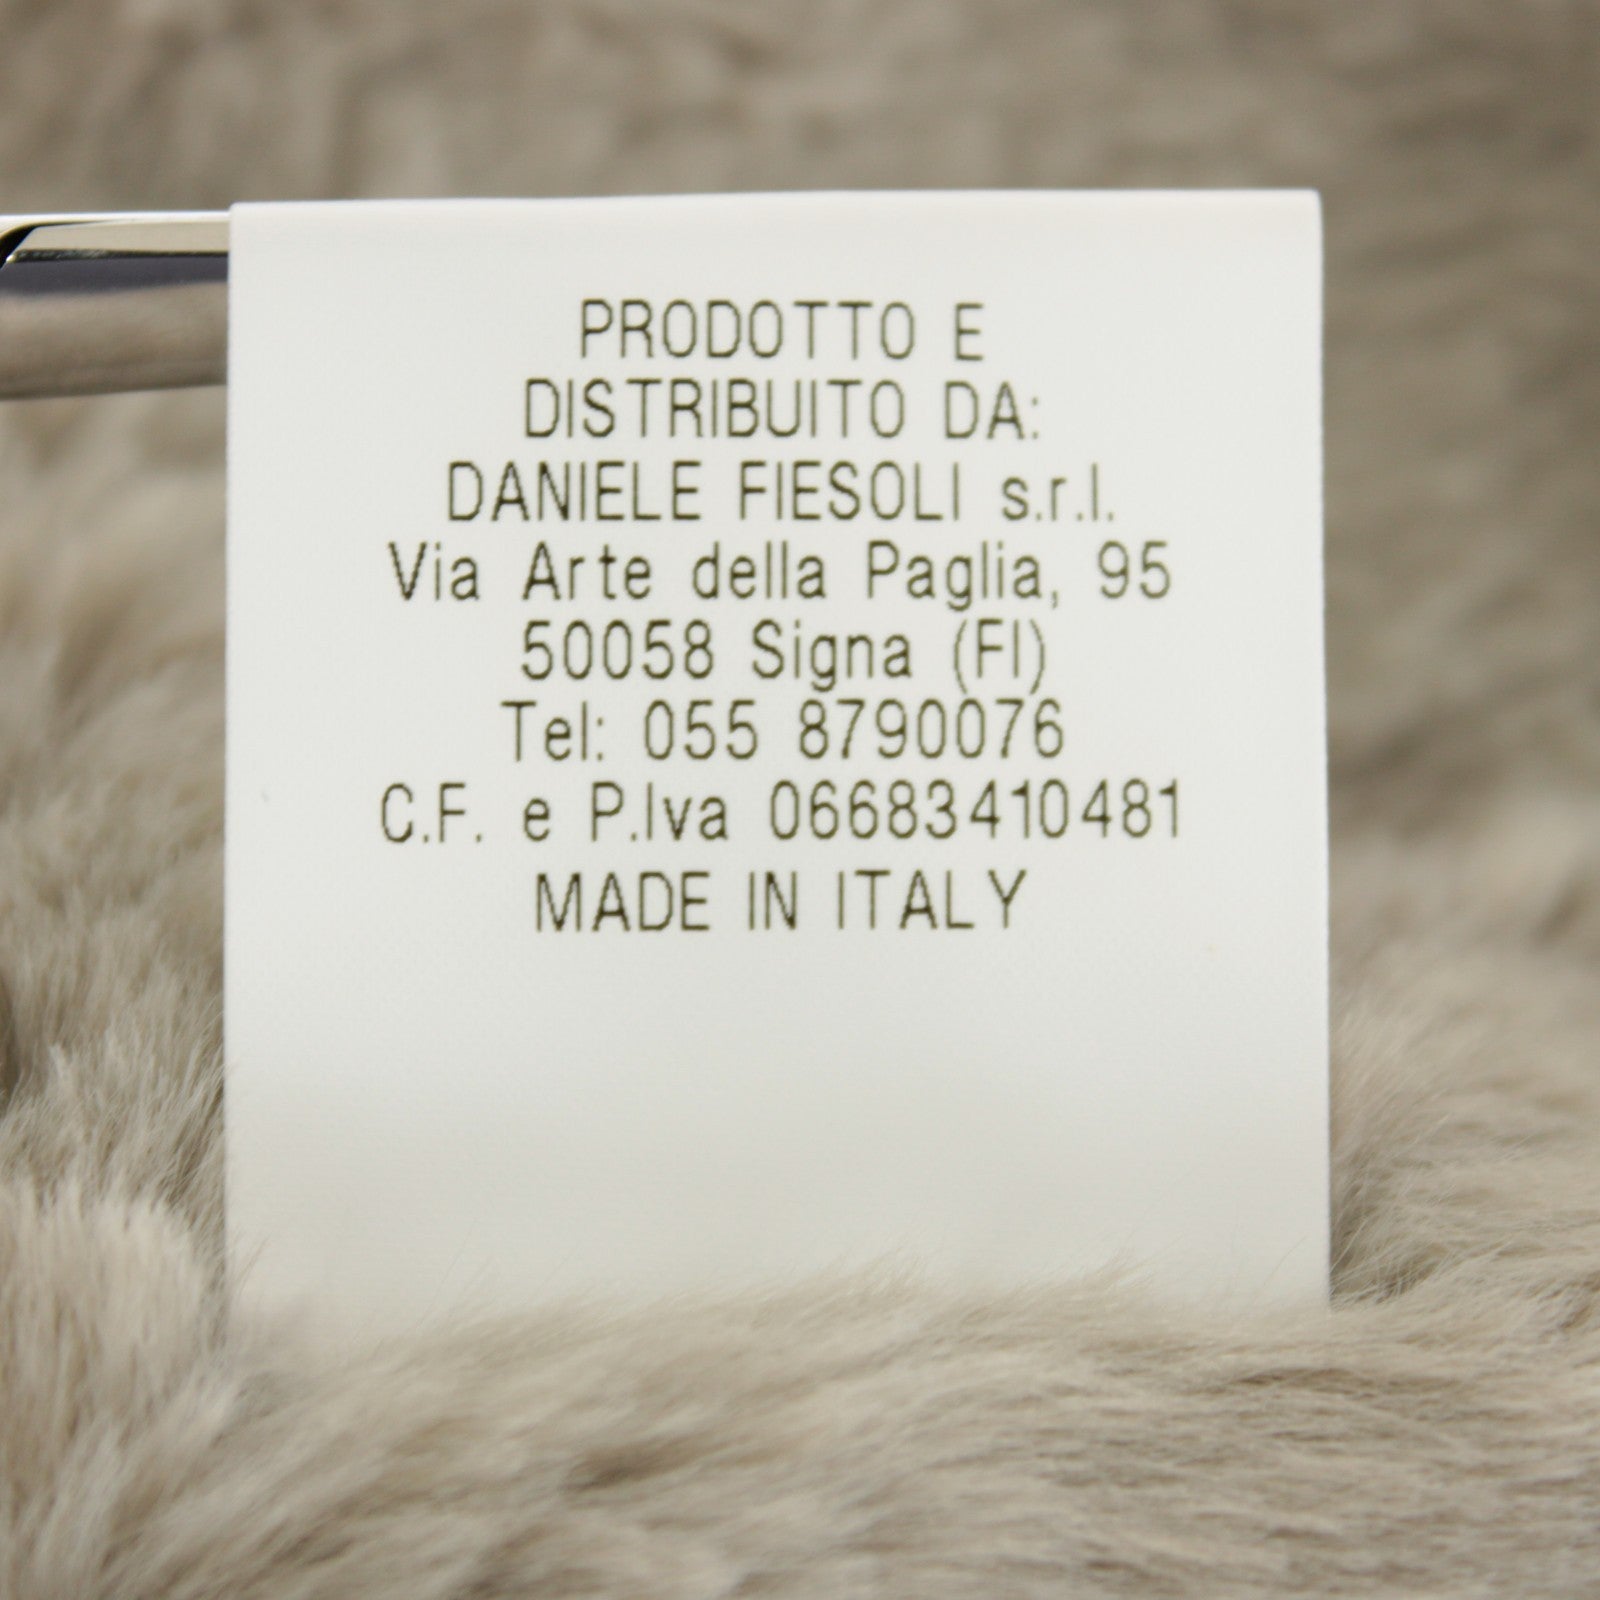 PRODOTTO E
DISTRIBUITO DA:
DANIELE FIESOLI s.r.l.
Via Arte della Paglia, 95
50058 Signa (FI)
Tel: 055 8790076
C.F. e P.Iva 06683410481
MADE IN ITALY